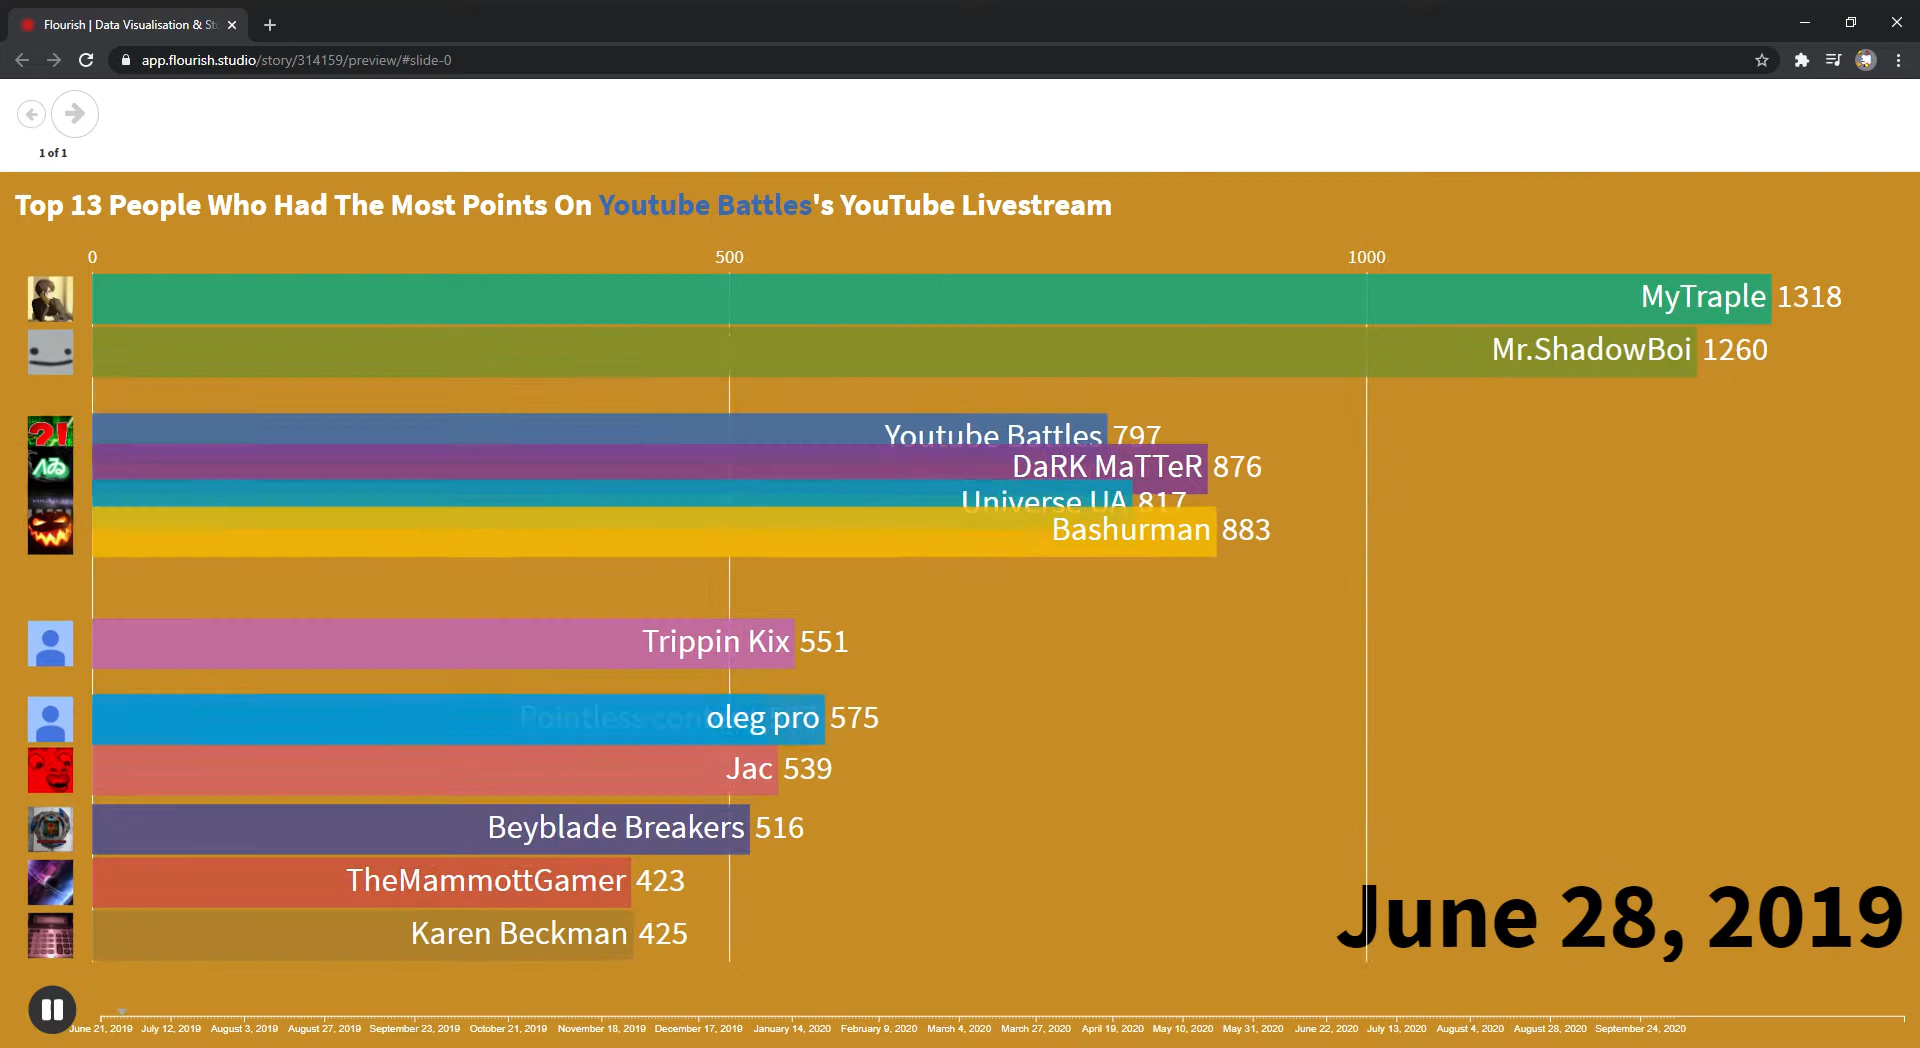 Flourish | Data Visualisation & St
app.flourish.studio/story/314159/preview/#slide-0
1 of 1
Top 13 People Who Had The Most Points On Youtube Battles's YouTube Livestream
0 500 1000
MyTraple 1318
Mr.ShadowBoi 1260
?!
Youtube Battles 797
DaRK MaTTeR 876
Universe UA 817
Bashurman 883
Trippin Kix 551
Pointless con
oleg pro 575
Jac 539
Beyblade Breakers 516
TheMammottGamer 423
Karen Beckman 425
June 28, 2019
June 21, 2019 July 12, 2019 August 3, 2019 August 27, 2019 September 23, 2019 October 21, 2019 November 18, 2019 December 17, 2019 January 14, 2020 February 9, 2020 March 4, 2020 March 27, 2020 April 19, 2020 May 10, 2020 May 31, 2020 June 22, 2020 July 13, 2020 August 4, 2020 August 28, 2020 September 24, 2020